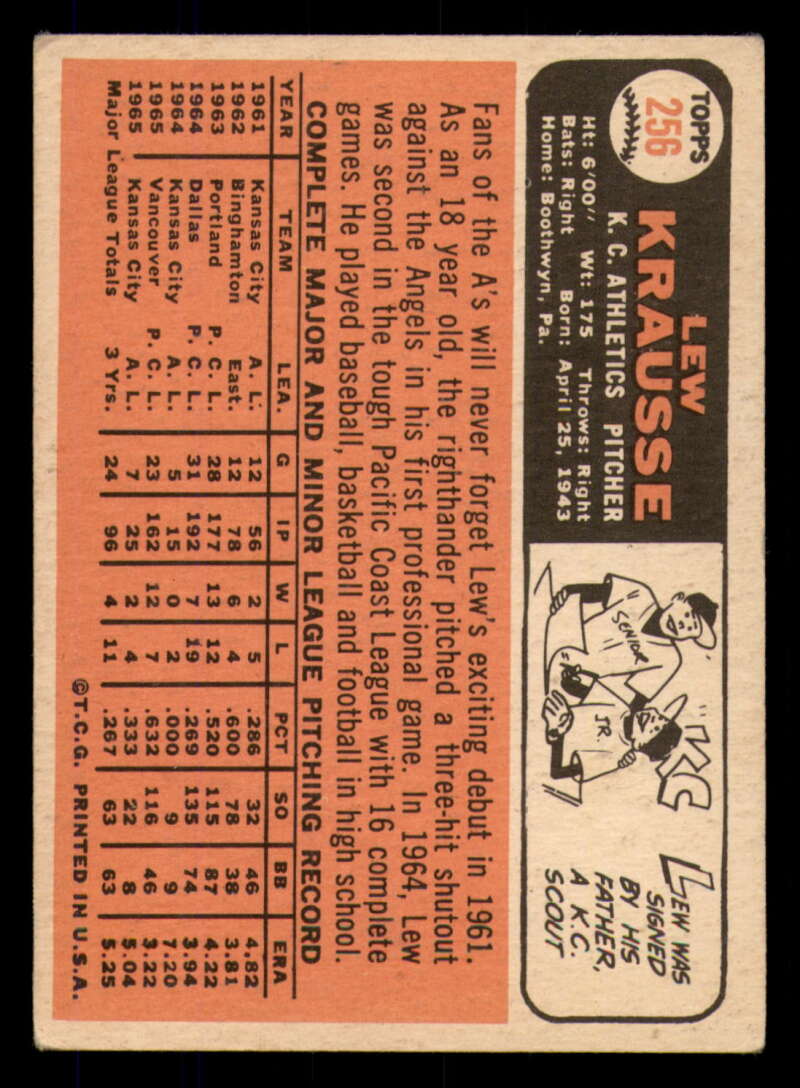 TOPPS
256
LEW
KRAUSSE
K. C. ATHLETICS PITCHER
Ht: 6'00" Wt: 175 Throws: Right
Bats: Right Born: April 25, 1943
Home: Boothwyn, Pa.
"KC
SENIOR
JR.
LEW WAS
SIGNED
BY HIS
FATHER,
A K.C.
SCOUT
Fans of the A's will never forget Lew's exciting debut in 1961.
As an 18 year old, the righthander pitched a three-hit shutout
against the Angels in his first professional game. In 1964, Lew
was second in the tough Pacific Coast League with 16 complete
games. He played baseball, basketball and football in high school.
COMPLETE MAJOR AND MINOR LEAGUE PITCHING RECORD
YEAR TEAM LEA. G IP W L PCT SO BB ERA
1961 Kansas City A. L. 12 56 2 5 .286 32 46 4.82
1962 Binghamton East. 12 78 6 4 .600 78 38 3.81
1963 Portland P. C. L. 28 177 13 12 .520 115 87 4.22
1964 Dallas P. C. L. 31 192 7 19 .269 135 74 3.94
1964 Kansas City A. L. 5 15 0 2 .000 9 9 7.20
1965 Vancouver P. C. L. 23 162 12 7 .632 116 46 3.22
1965 Kansas City A. L. 7 25 2 4 .333 22 8 5.04
Major League Totals 3 Yrs. 24 96 4 11 .267 63 63 5.25
©T.C.G. PRINTED IN U.S.A.